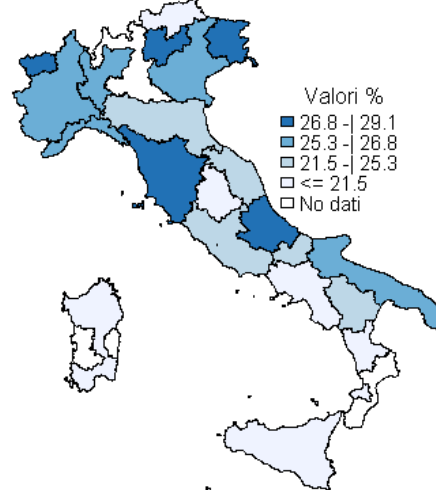 Valori %
26.8 -| 29.1
25.3 -| 26.8
21.5 -| 25.3
<= 21.5
No dati